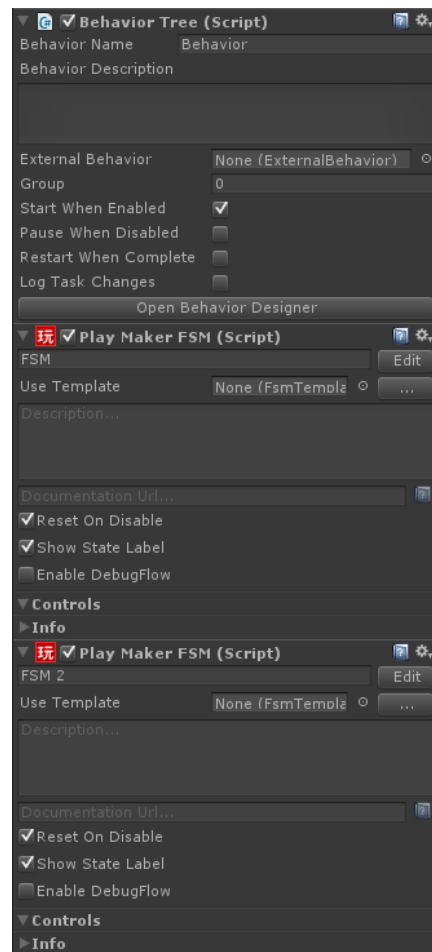 Behavior Tree (Script)
Behavior Name Behavior
Behavior Description
External Behavior None (ExternalBehavior)
Group 0
Start When Enabled
Pause When Disabled
Restart When Complete
Log Task Changes
Open Behavior Designer
玩 Play Maker FSM (Script)
FSM Edit
Use Template None (FsmTempla ...
Description...
Documentation Url...
Reset On Disable
Show State Label
Enable DebugFlow
Controls
Info
玩 Play Maker FSM (Script)
FSM 2 Edit
Use Template None (FsmTempla ...
Description...
Documentation Url...
Reset On Disable
Show State Label
Enable DebugFlow
Controls
Info